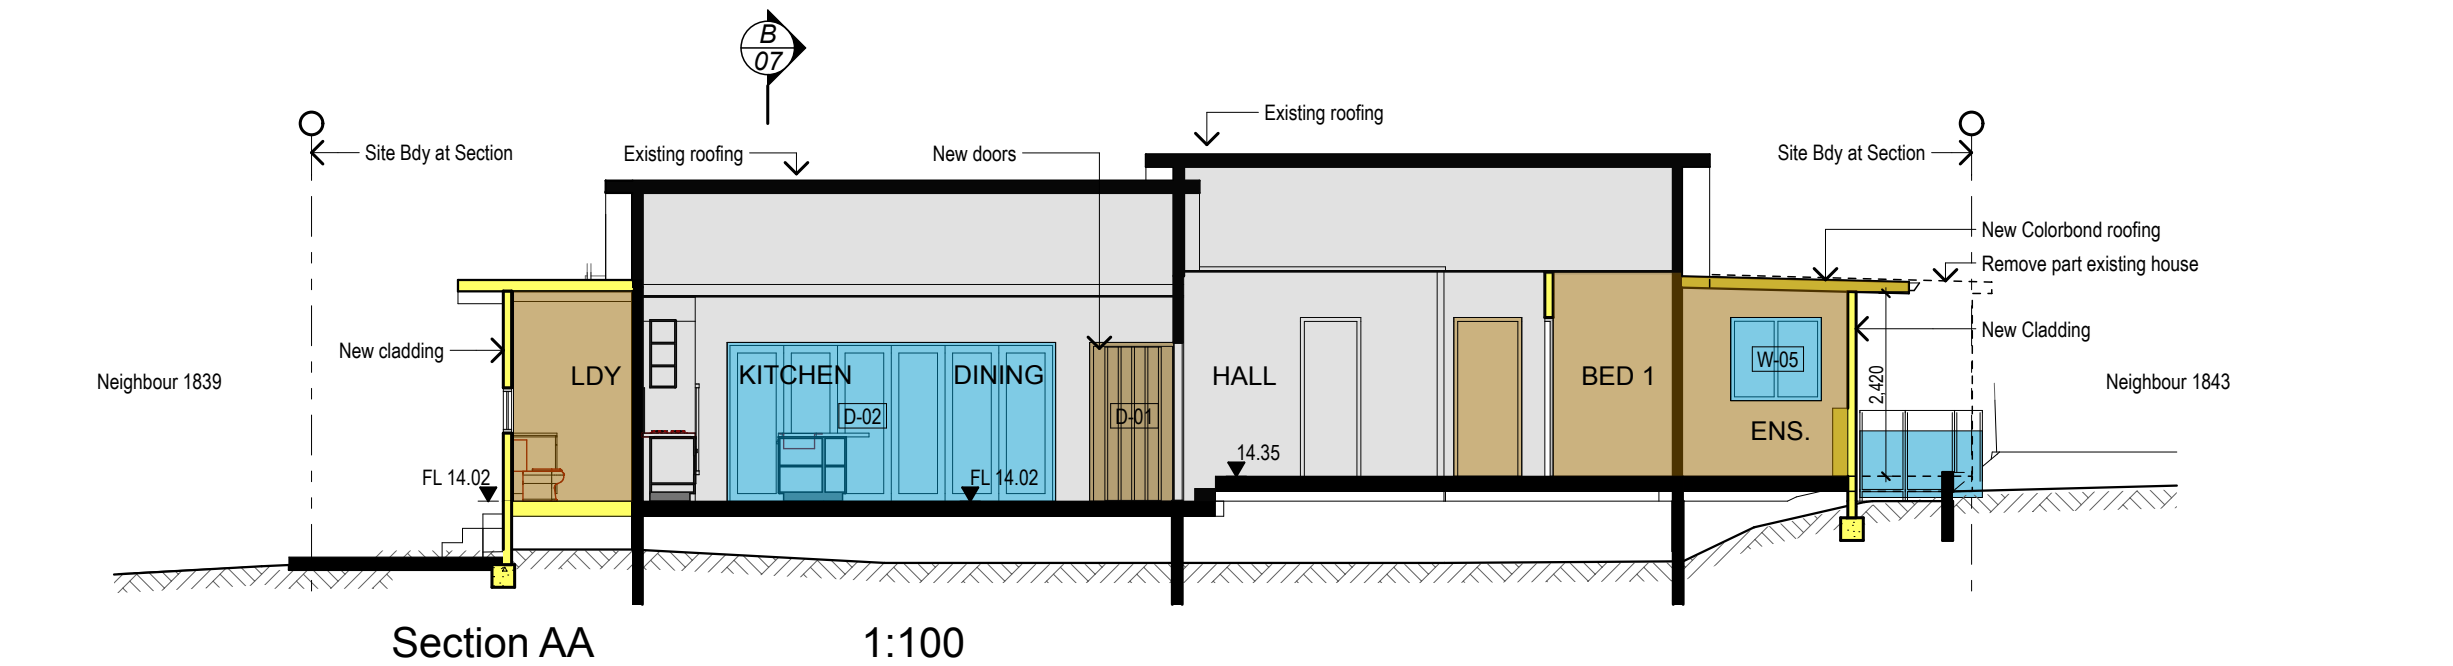 B
07
Existing roofing
Site Bdy at Section
Existing roofing
New doors
Site Bdy at Section
New Colorbond roofing
Remove part existing house
New Cladding
New cladding
W-05
Neighbour 1839
LDY
KITCHEN
DINING
HALL
BED 1
2,420
Neighbour 1843
D-02
D-01
ENS.
14.35
FL 14.02
FL 14.02
Section AA
1:100